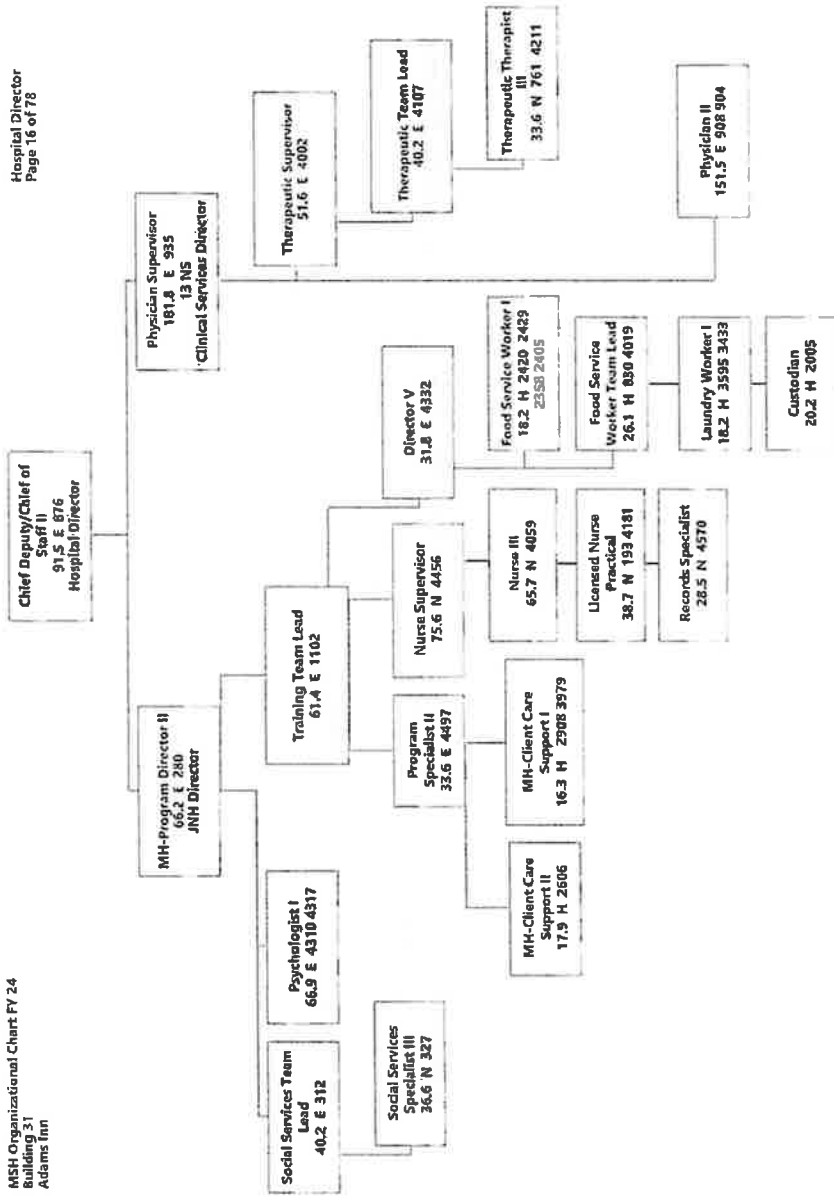 MSH Organizational Chart FY 24
Building 31
Adams Inn
Hospital Director
Page 16 of 78
Chief Deputy/Chief of
Staff II
91.5 E 876
Hospital Director
MH-Program Director II
66.2 E 280
JNH Director
Physician Supervisor
181.8 E 935
13 NS
Clinical Services Director
Social Services Team
Lead
40.2 E 312
Social Services
Specialist III
36.6 N 327
Psychologist I
66.9 E 4310 4317
Training Team Lead
61.4 E 1102
Program
Specialist II
33.6 E 4497
MH-Client Care
Support II
17.9 H 2606
MH-Client Care
Support I
16.3 H 2908 3979
Nurse Supervisor
75.6 N 4456
Nurse III
65.7 N 4059
Licensed Nurse
Practical
38.7 N 193 4181
Records Specialist
28.5 N 4570
Director V
31.8 E 4332
Food Service Worker I
18.2 H 2420 2429
2358 2405
Food Service
Worker Team Lead
26.1 H 830 4019
Laundry Worker I
18.2 H 3595 3433
Custodian
20.2 H 2005
Therapeutic Supervisor
51.6 E 4002
Therapeutic Team Lead
40.2 E 4107
Therapeutic Therapist
III
33.6 N 761 4211
Physician II
151.5 E 908 904